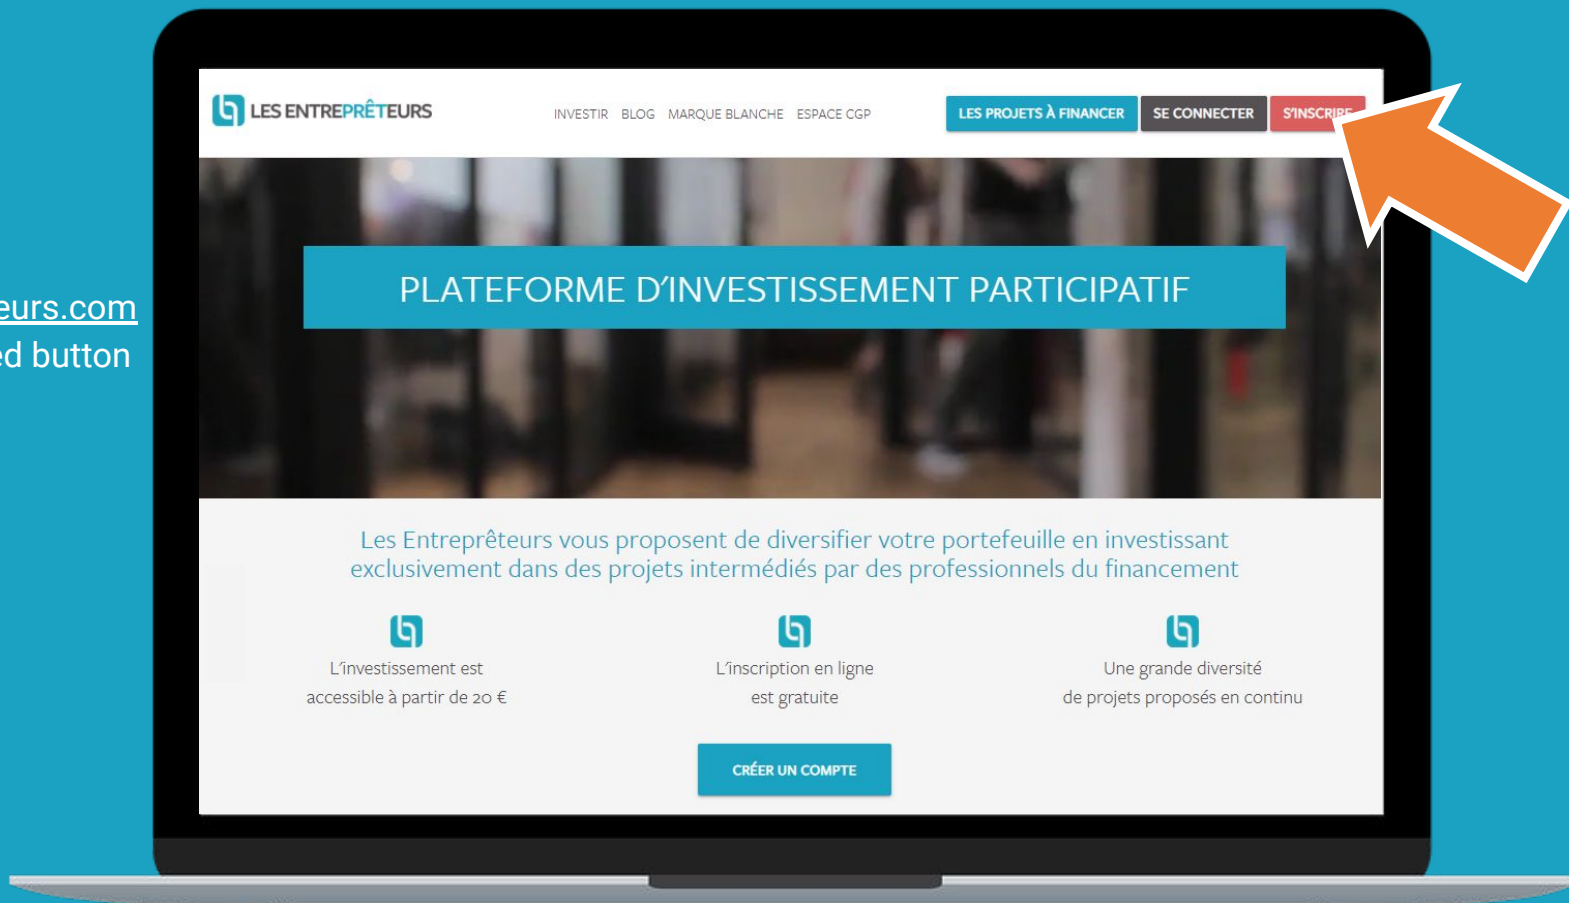 LES ENTREPRÊTEURS
INVESTIR BLOG MARQUE BLANCHE ESPACE CGP
LES PROJETS À FINANCER SE CONNECTER S'INSCRIRE
eurs.com
ed button
PLATEFORME D'INVESTISSEMENT PARTICIPATIF
Les Entreprêteurs vous proposent de diversifier votre portefeuille en investissant
exclusivement dans des projets intermédiés par des professionnels du financement
L'investissement est
accessible à partir de 20 €
L'inscription en ligne
est gratuite
Une grande diversité
de projets proposés en continu
CRÉER UN COMPTE